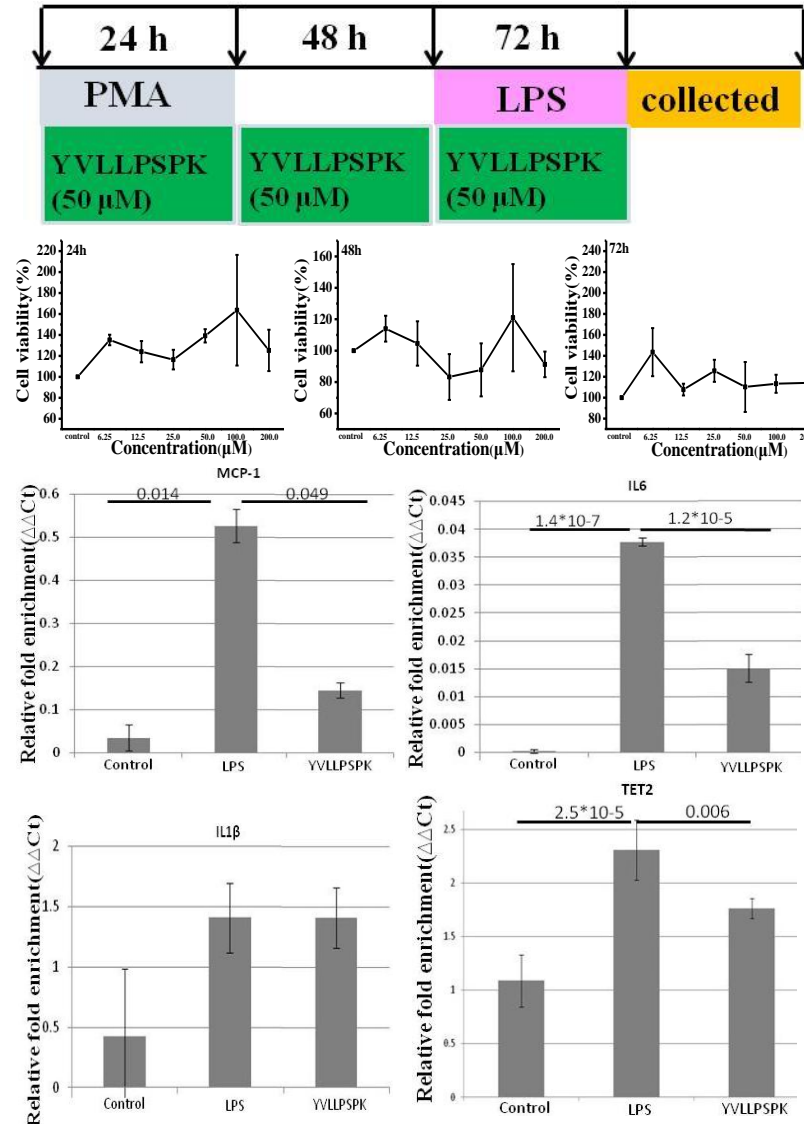 24 h 48 h 72 h
PMA LPS collected
YVLLPSPK YVLLPSPK YVLLPSPK
(50 μM) (50 μM) (50 μM)
24h
Cell viability(%)
220
200
180
160
140
120
100
80
60
control 6.25 12.5 25.0 50.0 100.0 200.0
Concentration(μM)
48h
Cell viability(%)
160
140
120
100
80
60
control 6.25 12.5 25.0 50.0 100.0 200.0
Concentration(μM)
72h
Cell viability(%)
240
220
200
180
160
140
120
100
80
control 6.25 12.5 25.0 50.0 100.0 20
Concentration(μM)
MCP-1
Relative fold enrichment(△△Ct)
0.014 0.049
0.6
0.5
0.4
0.3
0.2
0.1
0
Control LPS YVLLPSPK
IL6
Relative fold enrichment(△△Ct)
1.4*10-7 1.2*10-5
0.045
0.04
0.035
0.03
0.025
0.02
0.015
0.01
0.005
0
Control LPS YVLLPSPK
IL1β
Relative fold enrichment(△△Ct)
2
1.5
1
0.5
0
Control LPS YVLLPSPK
TET2
Relative fold enrichment(△△Ct)
2.5*10-5 0.006
2.5
2
1.5
1
0.5
0
Control LPS YVLLPSPK